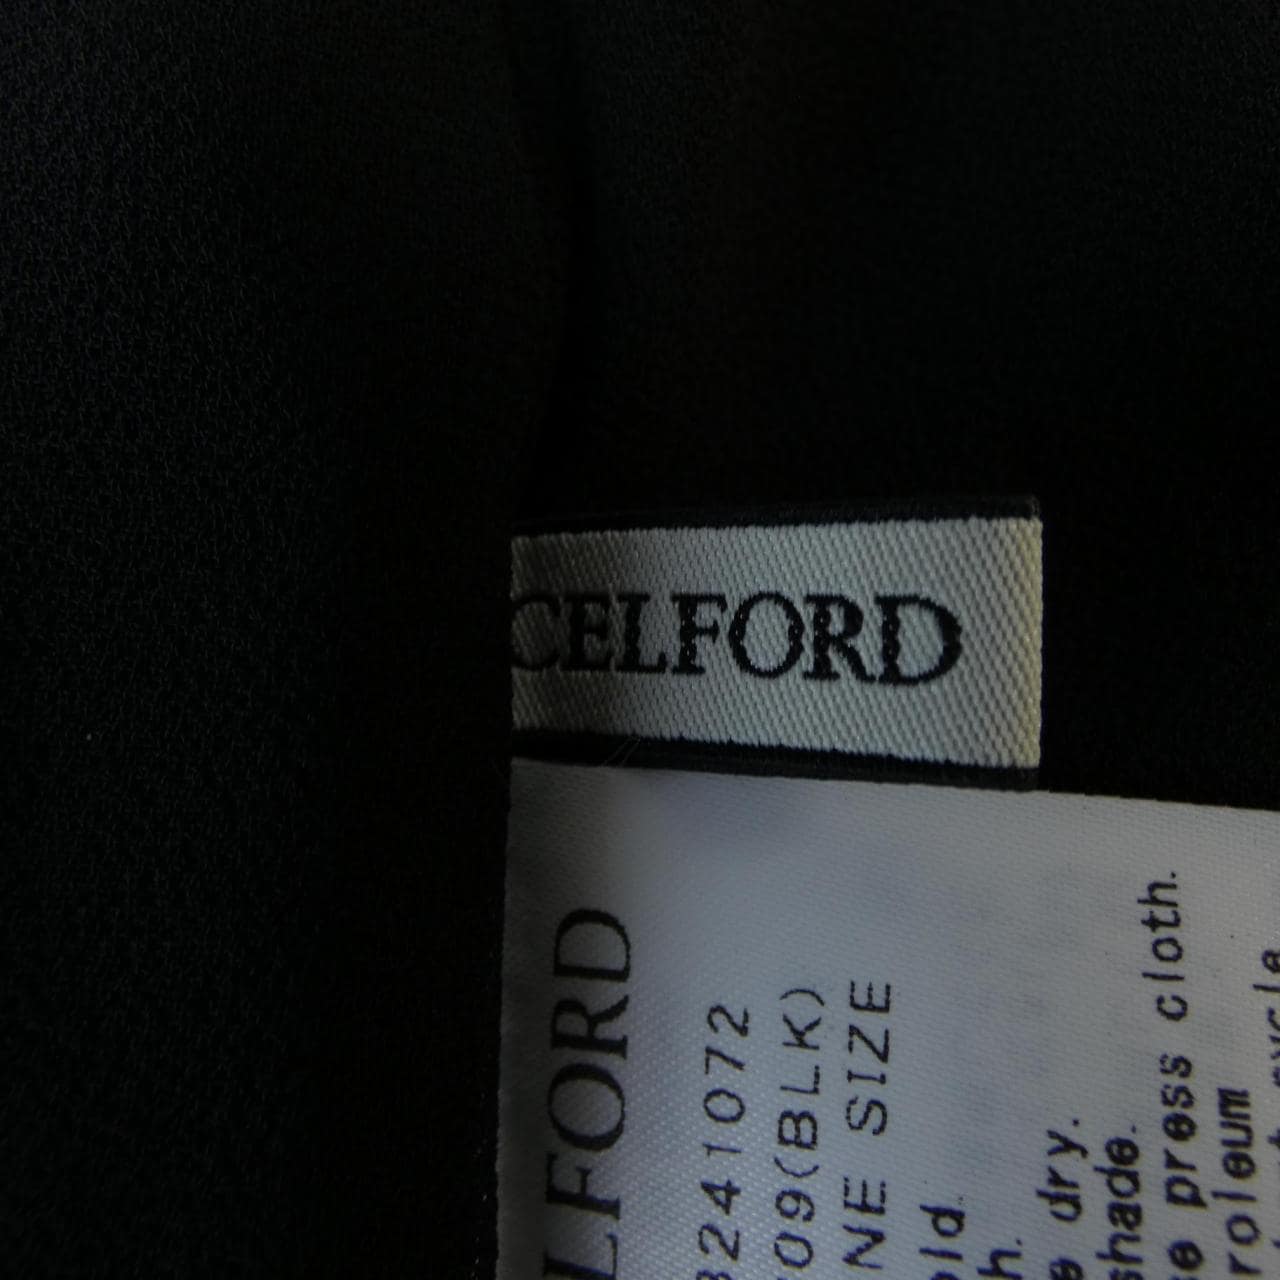 CELFORD
LFORD
3241072
09(BLK)
NE SIZE
old.
h.
dry.
shade.
press cloth.
roleum